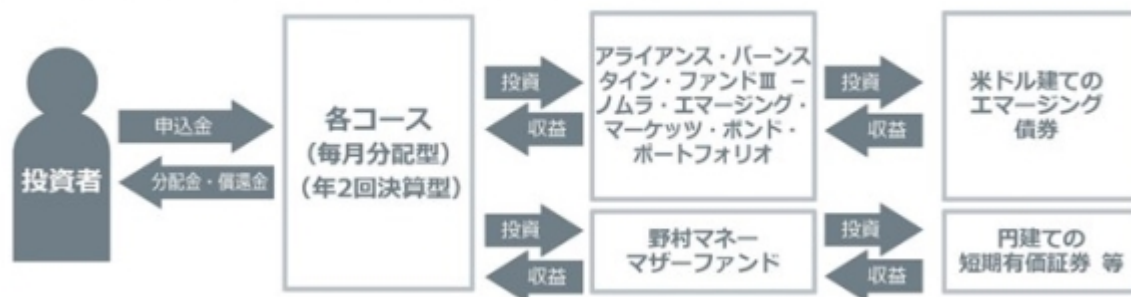 投資者
申込金
分配金・償還金
各コース
（毎月分配型）
（年2回決算型）
投資
収益
アライアンス・バーンス
タイン・ファンドⅢ －
ノムラ・エマージング・
マーケッツ・ボンド・
ポートフォリオ
投資
収益
米ドル建ての
エマージング
債券
投資
収益
野村マネー
マザーファンド
投資
収益
円建ての
短期有価証券 等